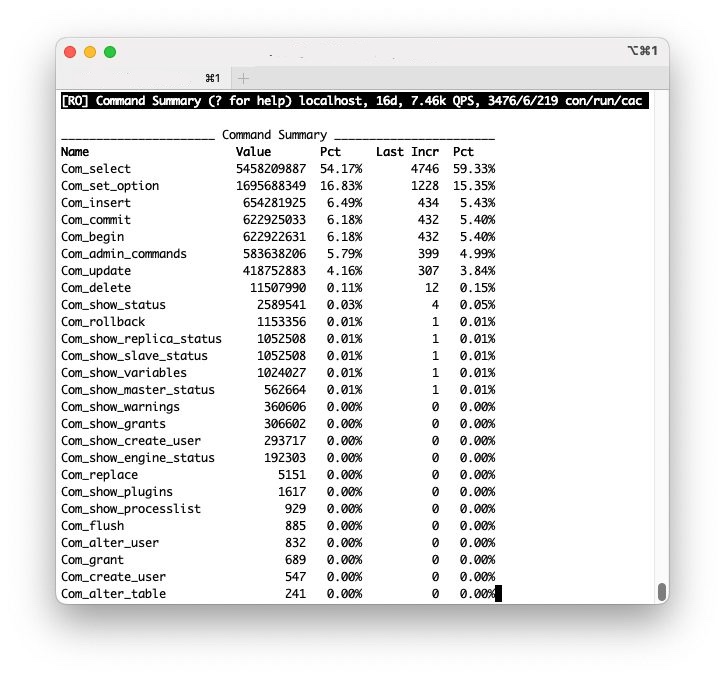 ⌥⌘1
⌘1 +
[RO] Command Summary (? for help) localhost, 16d, 7.46k QPS, 3476/6/219 con/run/cac
______________________ Command Summary _______________________
Name Value Pct Last Incr Pct
Com_select 5458209887 54.17% 4746 59.33%
Com_set_option 1695688349 16.83% 1228 15.35%
Com_insert 654281925 6.49% 434 5.43%
Com_commit 622925033 6.18% 432 5.40%
Com_begin 622922631 6.18% 432 5.40%
Com_admin_commands 583638206 5.79% 399 4.99%
Com_update 418752883 4.16% 307 3.84%
Com_delete 11507990 0.11% 12 0.15%
Com_show_status 2589541 0.03% 4 0.05%
Com_rollback 1153356 0.01% 1 0.01%
Com_show_replica_status 1052508 0.01% 1 0.01%
Com_show_slave_status 1052508 0.01% 1 0.01%
Com_show_variables 1024027 0.01% 1 0.01%
Com_show_master_status 562664 0.01% 1 0.01%
Com_show_warnings 360606 0.00% 0 0.00%
Com_show_grants 306602 0.00% 0 0.00%
Com_show_create_user 293717 0.00% 0 0.00%
Com_show_engine_status 192303 0.00% 0 0.00%
Com_replace 5151 0.00% 0 0.00%
Com_show_plugins 1617 0.00% 0 0.00%
Com_show_processlist 929 0.00% 0 0.00%
Com_flush 885 0.00% 0 0.00%
Com_alter_user 832 0.00% 0 0.00%
Com_grant 689 0.00% 0 0.00%
Com_create_user 547 0.00% 0 0.00%
Com_alter_table 241 0.00% 0 0.00%